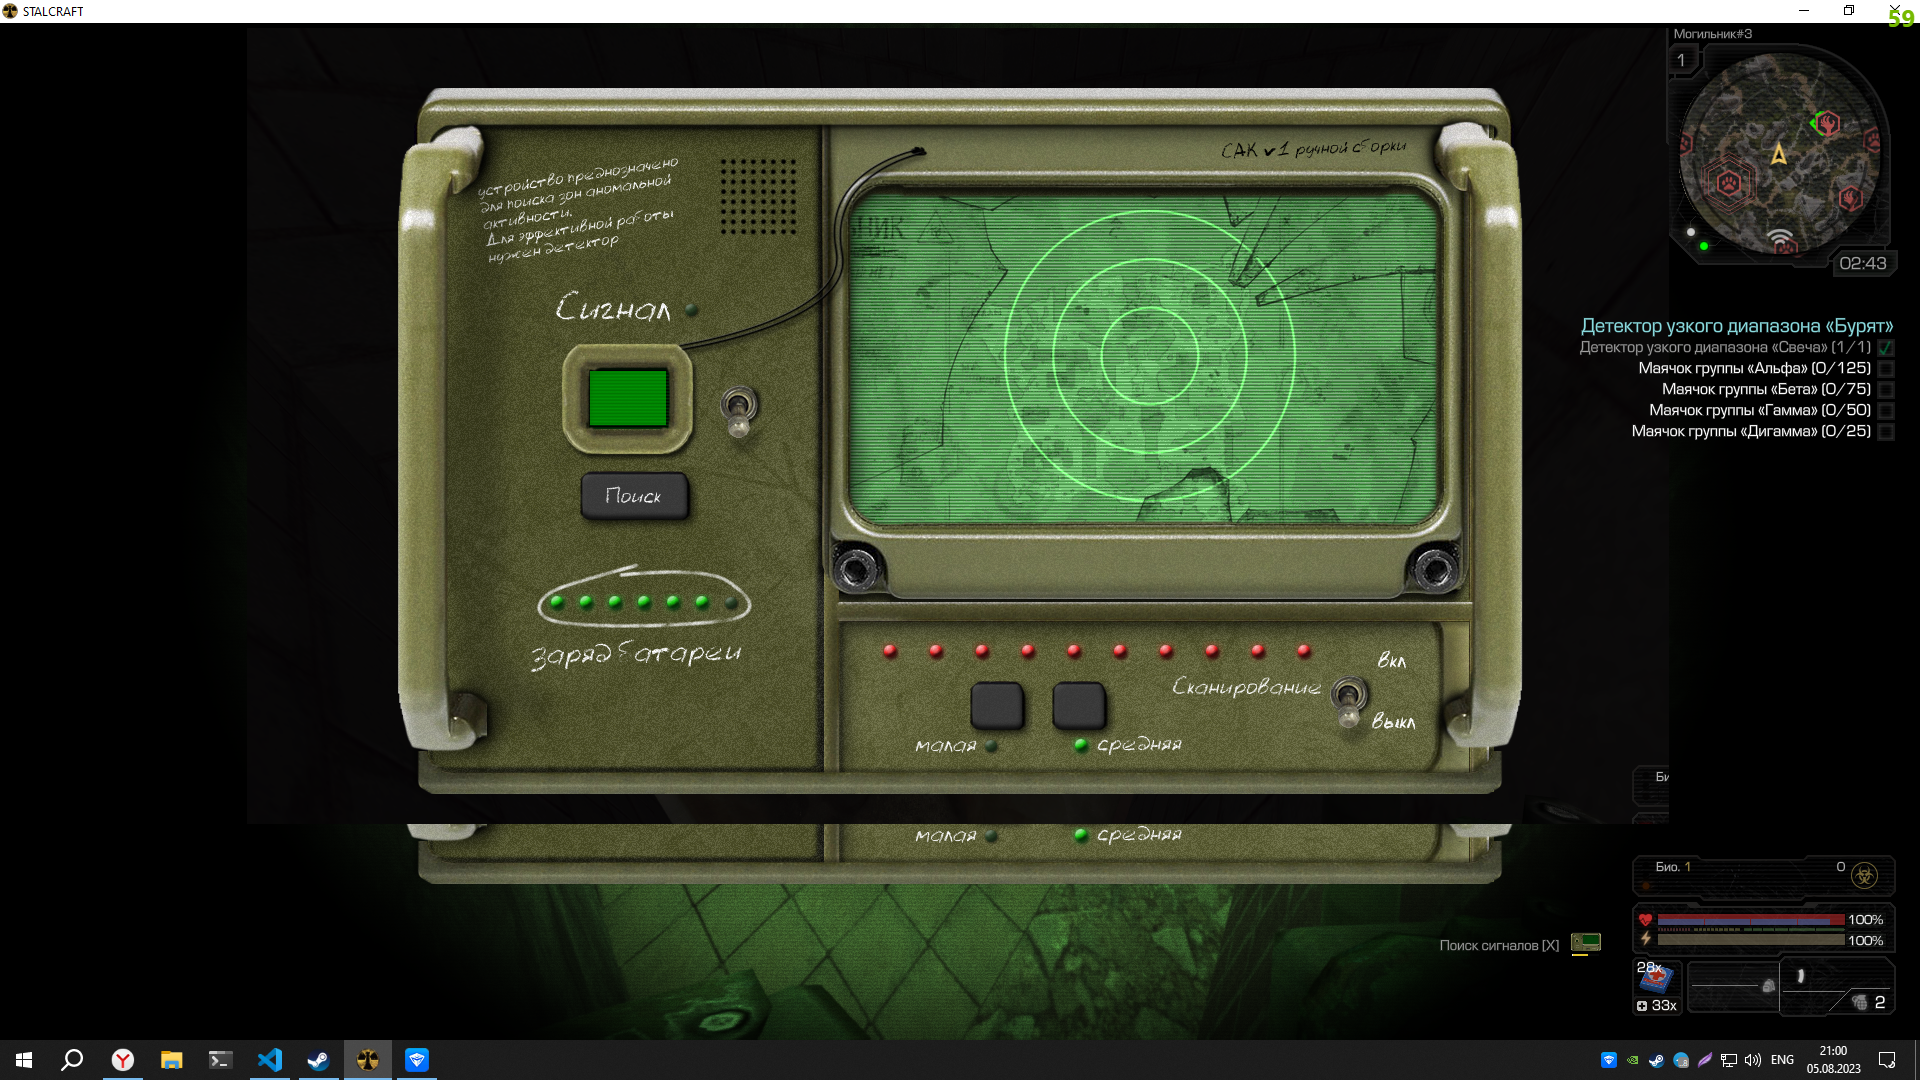 STALCRAFT
59
Могильник#3
1
02:43
САК v1 ручной сборки
устройство преднозначено
для поиска зон аномальной
активности.
Для эффективной работы
нужен детектор
Сигнал
Поиск
Заряд батареи
Вкл
Сканирование
Выкл
малая
средняя
малая
средняя
Детектор узкого диапазона «Бурят»
Детектор узкого диапазона «Свеча» (1/1)
Маячок группы «Альфа» (0/125)
Маячок группы «Бета» (0/75)
Маячок группы «Гамма» (0/50)
Маячок группы «Дигамма» (0/25)
Би
Био. 1
0
100%
100%
Поиск сигналов [X]
28x
33x
2
ENG
21:00
05.08.2023